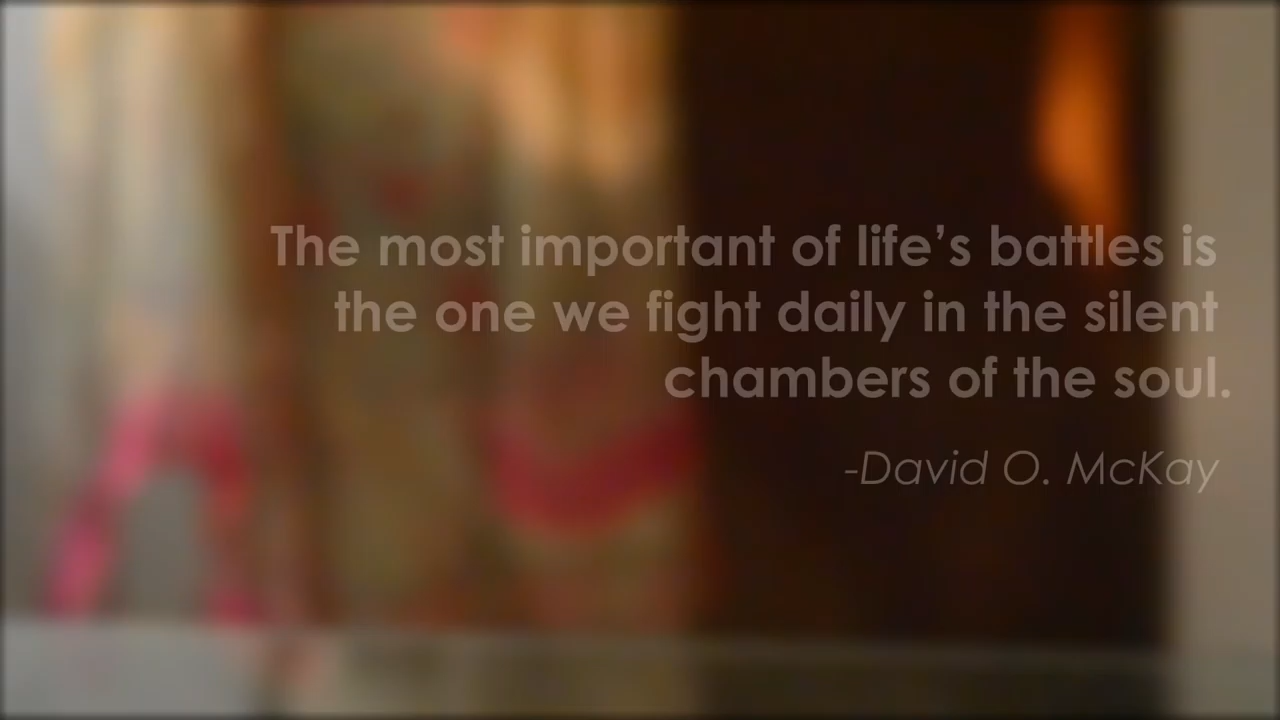 The most important of life’s battles is
the one we fight daily in the silent
chambers of the soul.
-David O. McKay